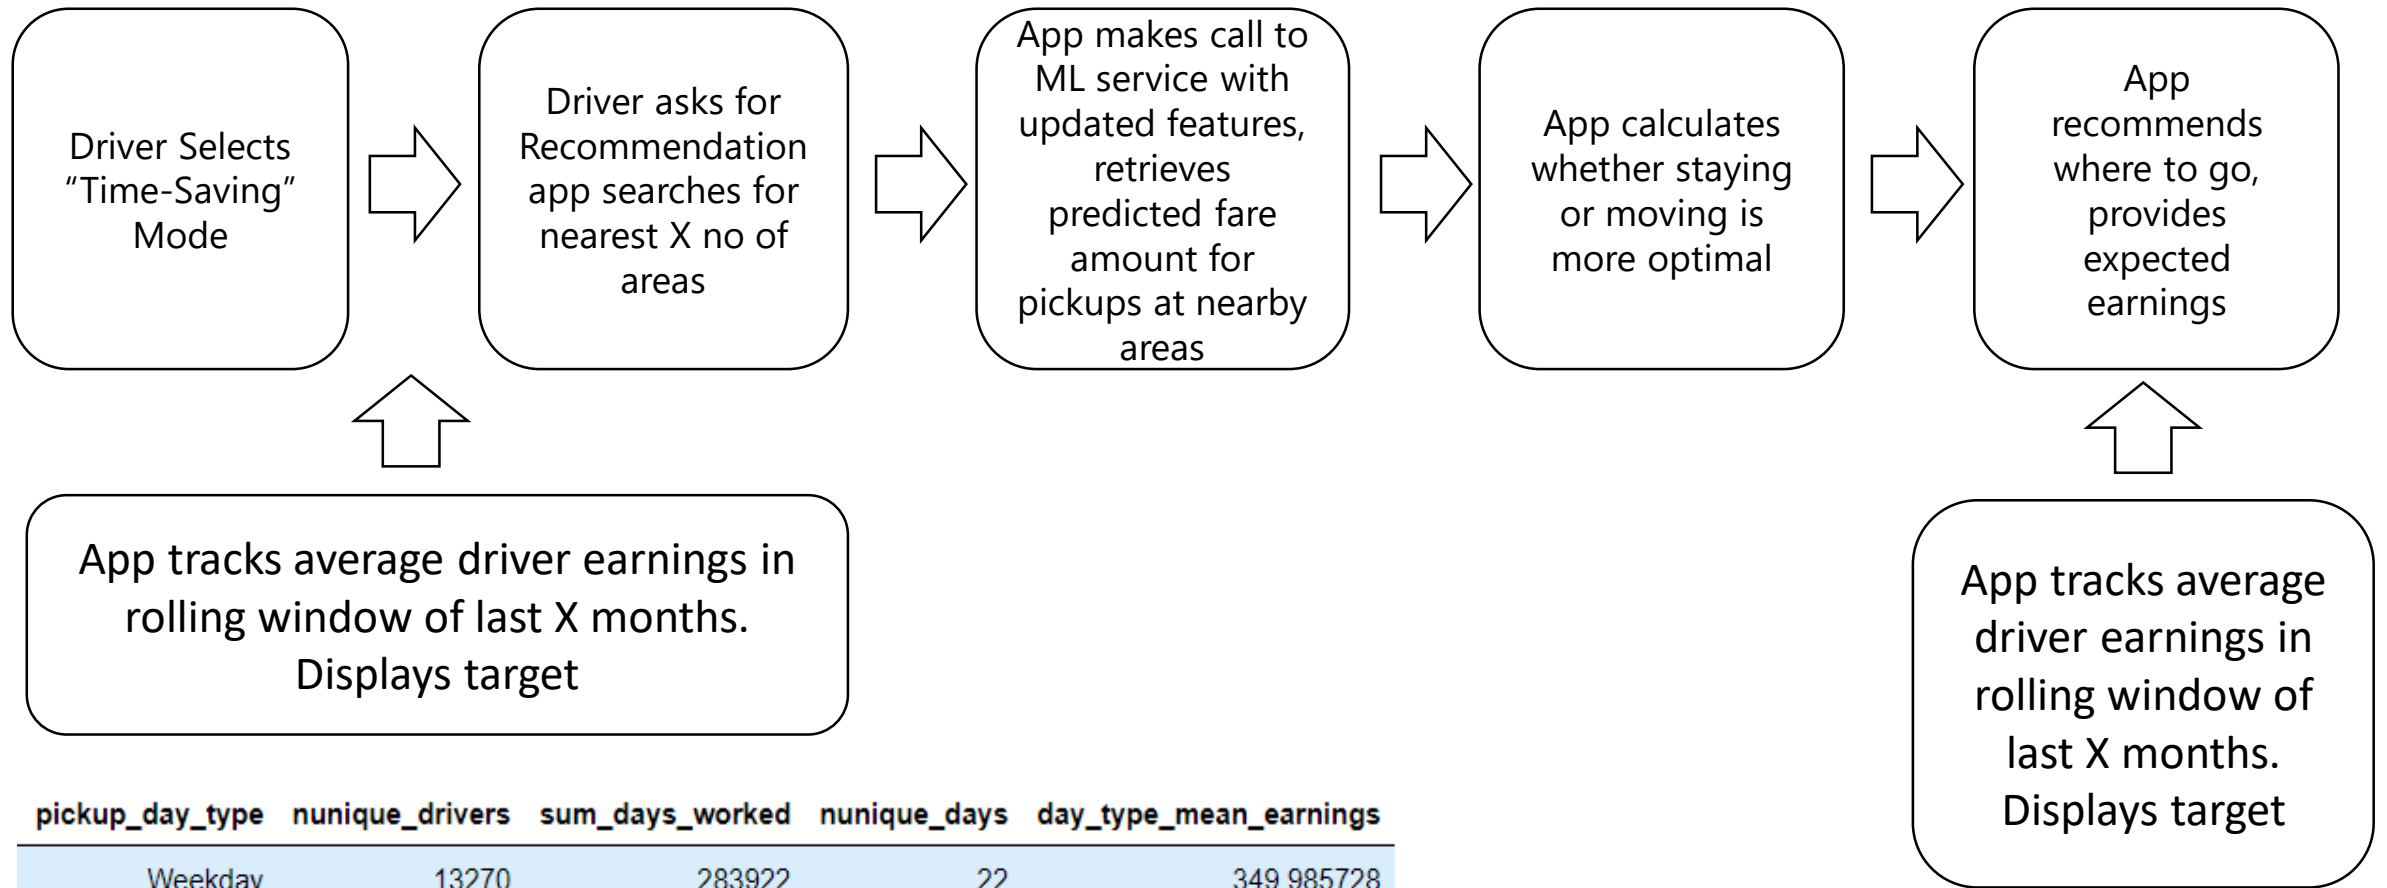 Driver Selects
“Time-Saving”
Mode
Driver asks for
Recommendation
app searches for
nearest X no of
areas
App makes call to
ML service with
updated features,
retrieves
predicted fare
amount for
pickups at nearby
areas
App calculates
whether staying
or moving is
more optimal
App
recommends
where to go,
provides
expected
earnings
App tracks average driver earnings in
rolling window of last X months.
Displays target
App tracks average
driver earnings in
rolling window of
last X months.
Displays target
pickup_day_type nunique_drivers sum_days_worked nunique_days day_type_mean_earnings
Weekday 13270 283922 22 349.985728